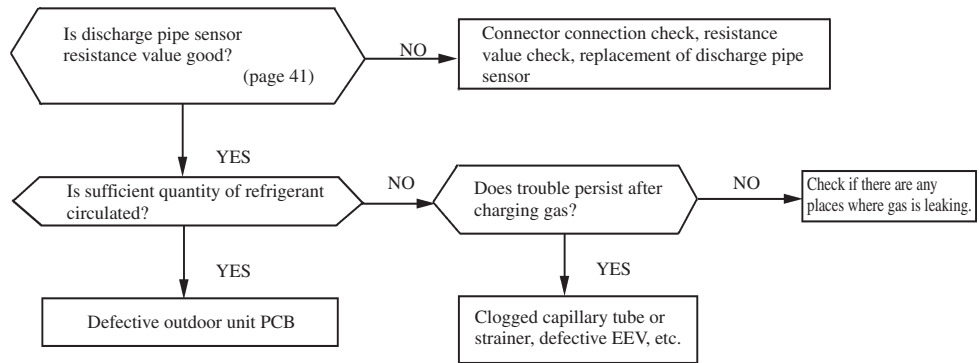 Is discharge pipe sensor
resistance value good?
(page 41)
NO
Connector connection check, resistance
value check, replacement of discharge pipe
sensor
YES
Is sufficient quantity of refrigerant
circulated?
NO
Does trouble persist after
charging gas?
NO
Check if there are any
places where gas is leaking.
YES
Defective outdoor unit PCB
YES
Clogged capillary tube or
strainer, defective EEV, etc.